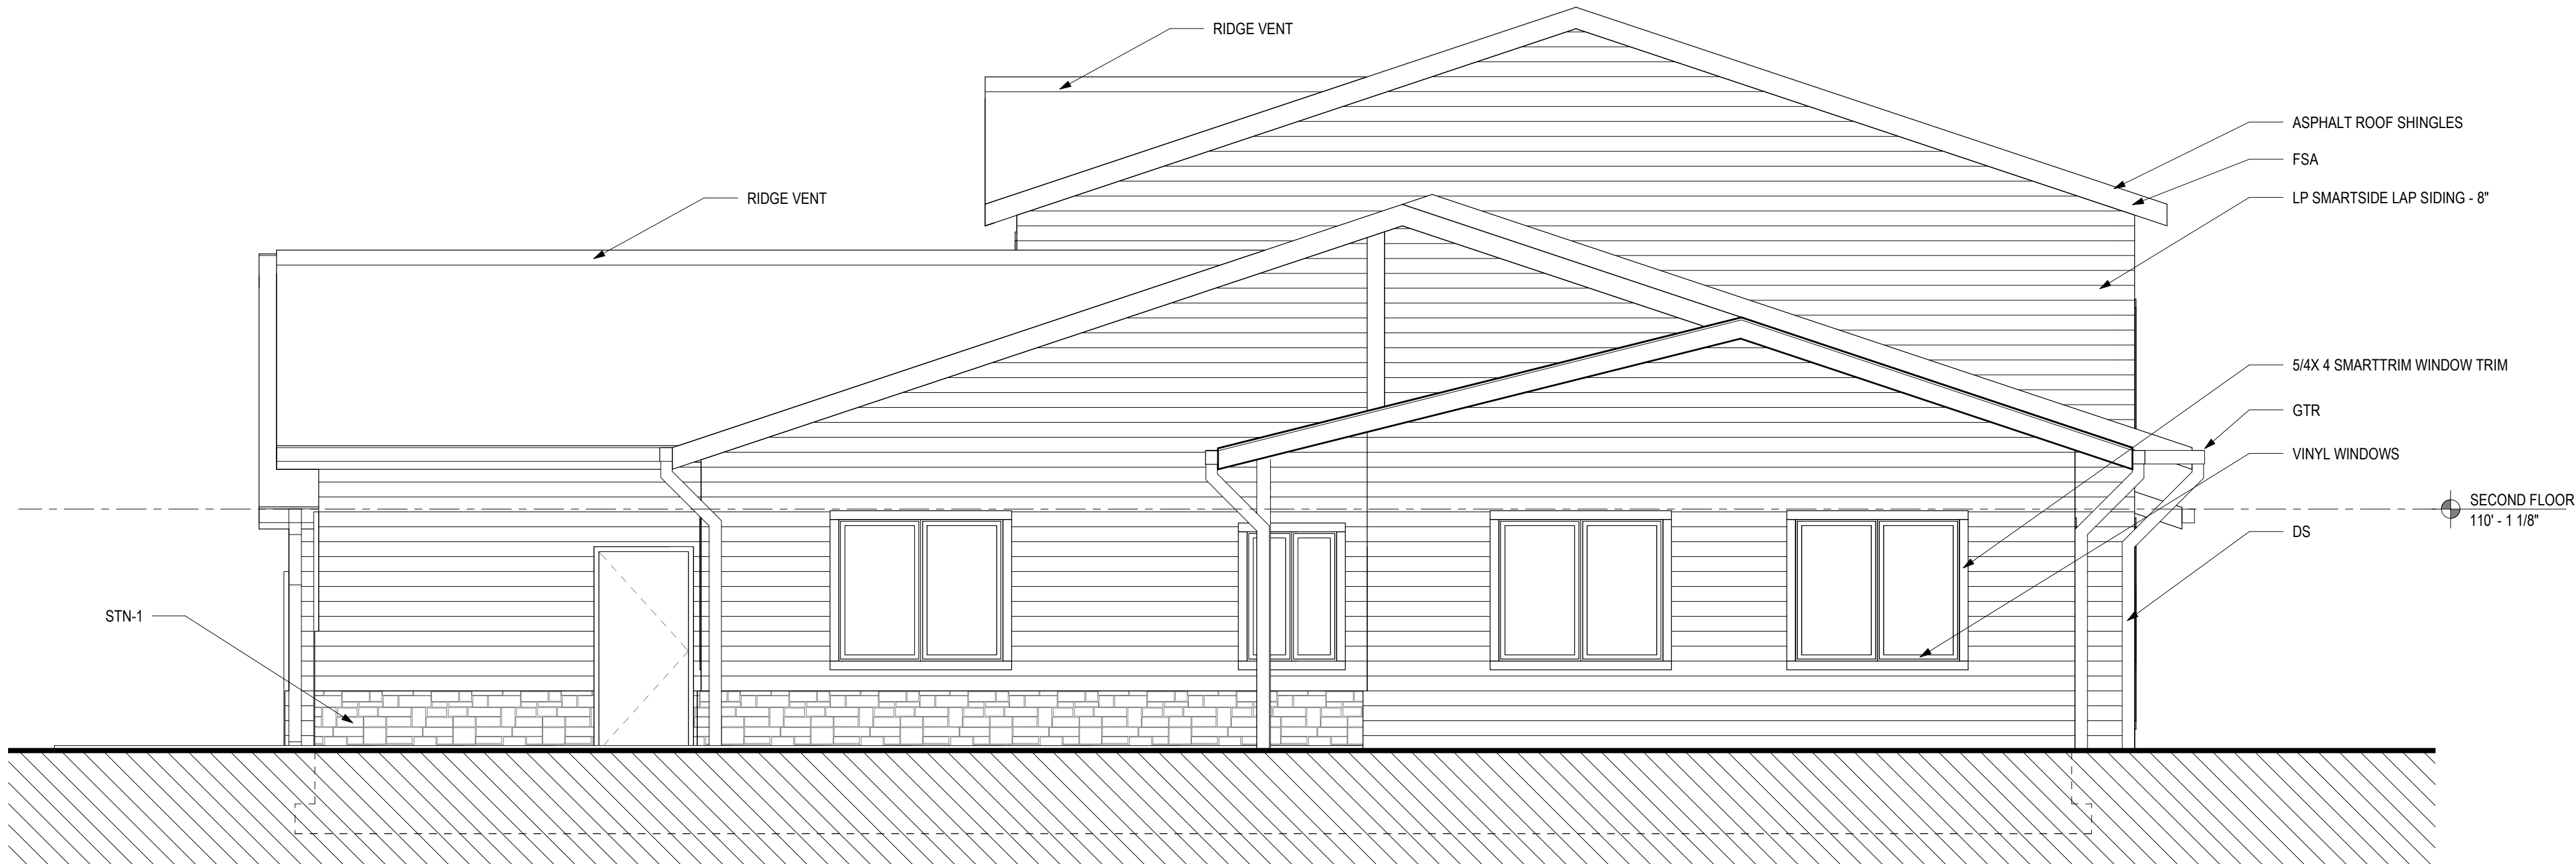 RIDGE VENT
ASPHALT ROOF SHINGLES
FSA
RIDGE VENT
LP SMARTSIDE LAP SIDING - 8"
5/4X 4 SMARTTRIM WINDOW TRIM
GTR
VINYL WINDOWS
SECOND FLOOR
110' - 1 1/8"
DS
STN-1